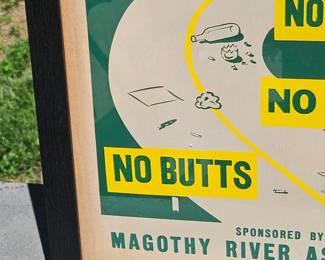 NO
NO
NO BUTTS
SPONSORED BY
MAGOTHY RIVER AS